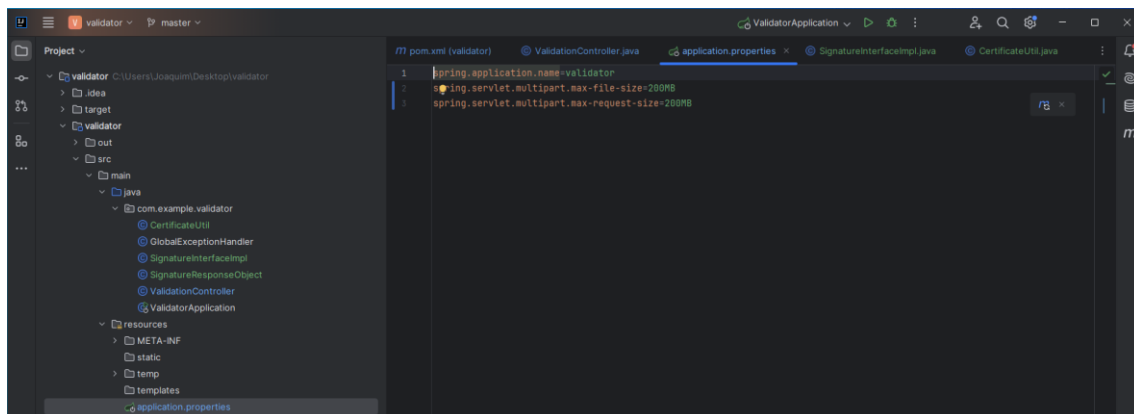 V validator master ValidatorApplication
Project
pom.xml (validator) ValidationController.java application.properties SignatureInterfaceImpl.java CertificateUtil.java
validator C:\Users\Joaquim\Desktop\validator
.idea
target
validator
out
src
main
java
com.example.validator
CertificateUtil
GlobalExceptionHandler
SignatureInterfaceImpl
SignatureResponseObject
ValidationController
ValidatorApplication
resources
META-INF
static
temp
templates
application.properties
1 spring.application.name=validator
2 spring.servlet.multipart.max-file-size=200MB
3 spring.servlet.multipart.max-request-size=200MB